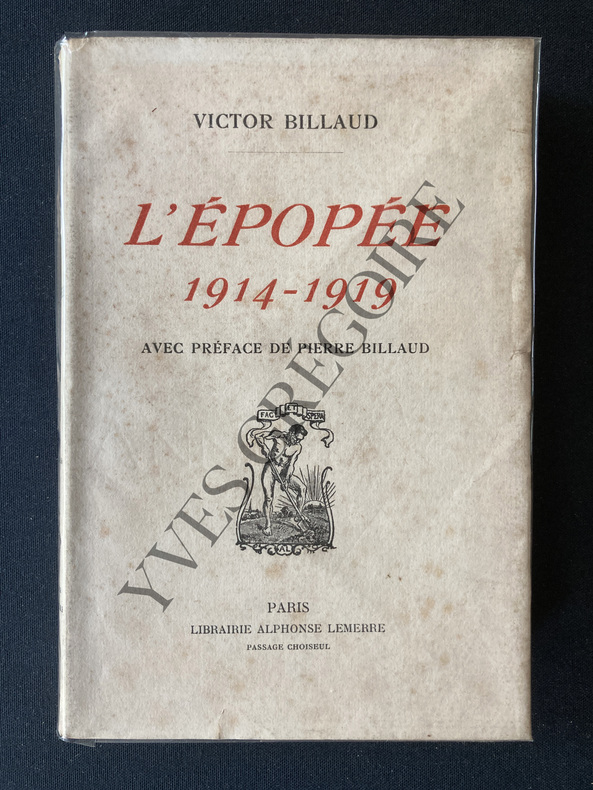 VICTOR BILLAUD
L'ÉPOPÉE
1914-1919
AVEC PRÉFACE DE PIERRE BILLAUD
FAC ET SPERA
AL
PARIS
LIBRAIRIE ALPHONSE LEMERRE
PASSAGE CHOISEUL
YVES GRÉGOIRE